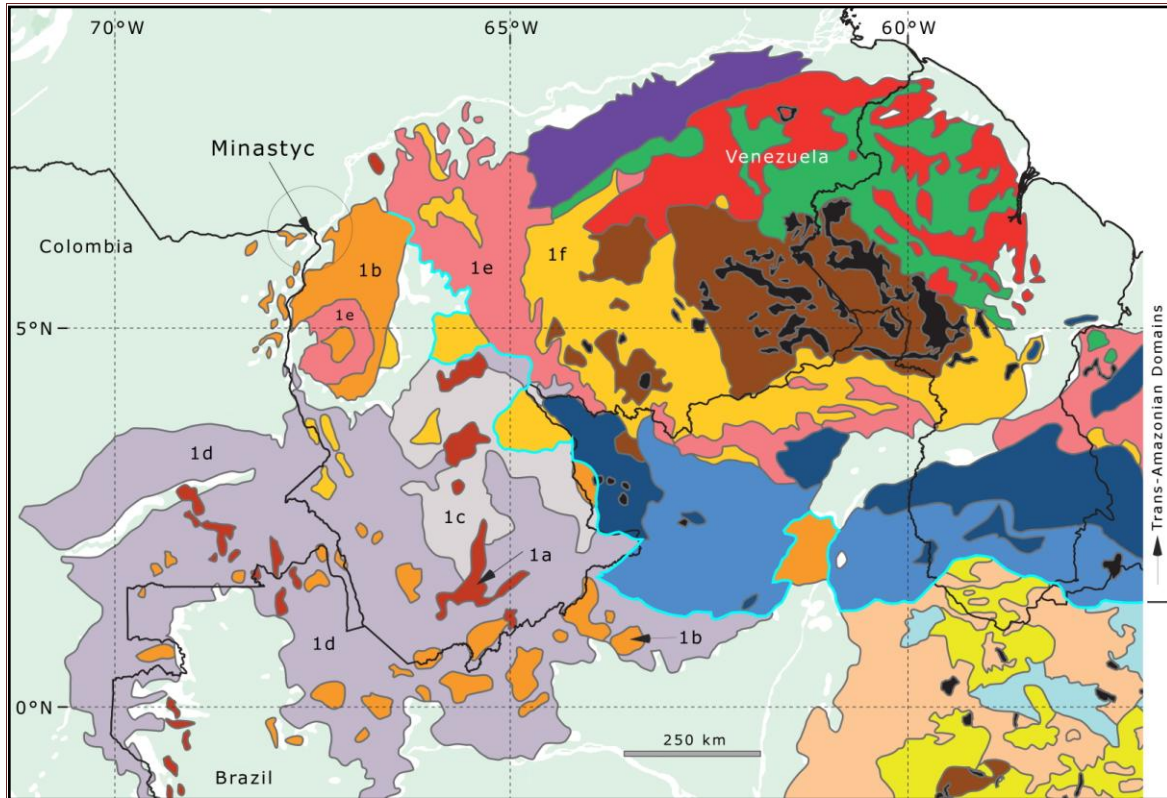 70°W
65°W
60°W
Minastyc
Venezuela
Colombia
1b
1e
1f
1e
5°N
1d
1c
1a
1d
1b
0°N
250 km
Brazil
Trans-Amazonian Domains